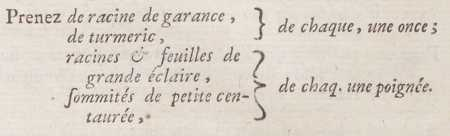 Prenez de racine de garance, } de chaque, une once;
de turmeric,
racines & feuilles de
grande éclaire, } de chaq. une poignée.
ſommités de petite cen-
taurée,